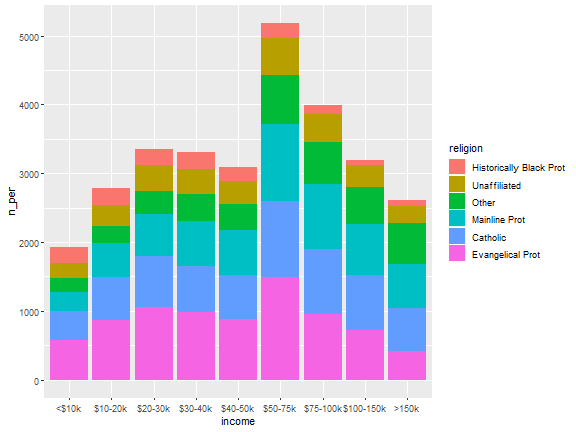 5000
4000
3000
2000
1000
0
n_per
<$10k $10-20k $20-30k $30-40k $40-50k $50-75k $75-100k $100-150k >150k
income
religion
Historically Black Prot
Unaffiliated
Other
Mainline Prot
Catholic
Evangelical Prot